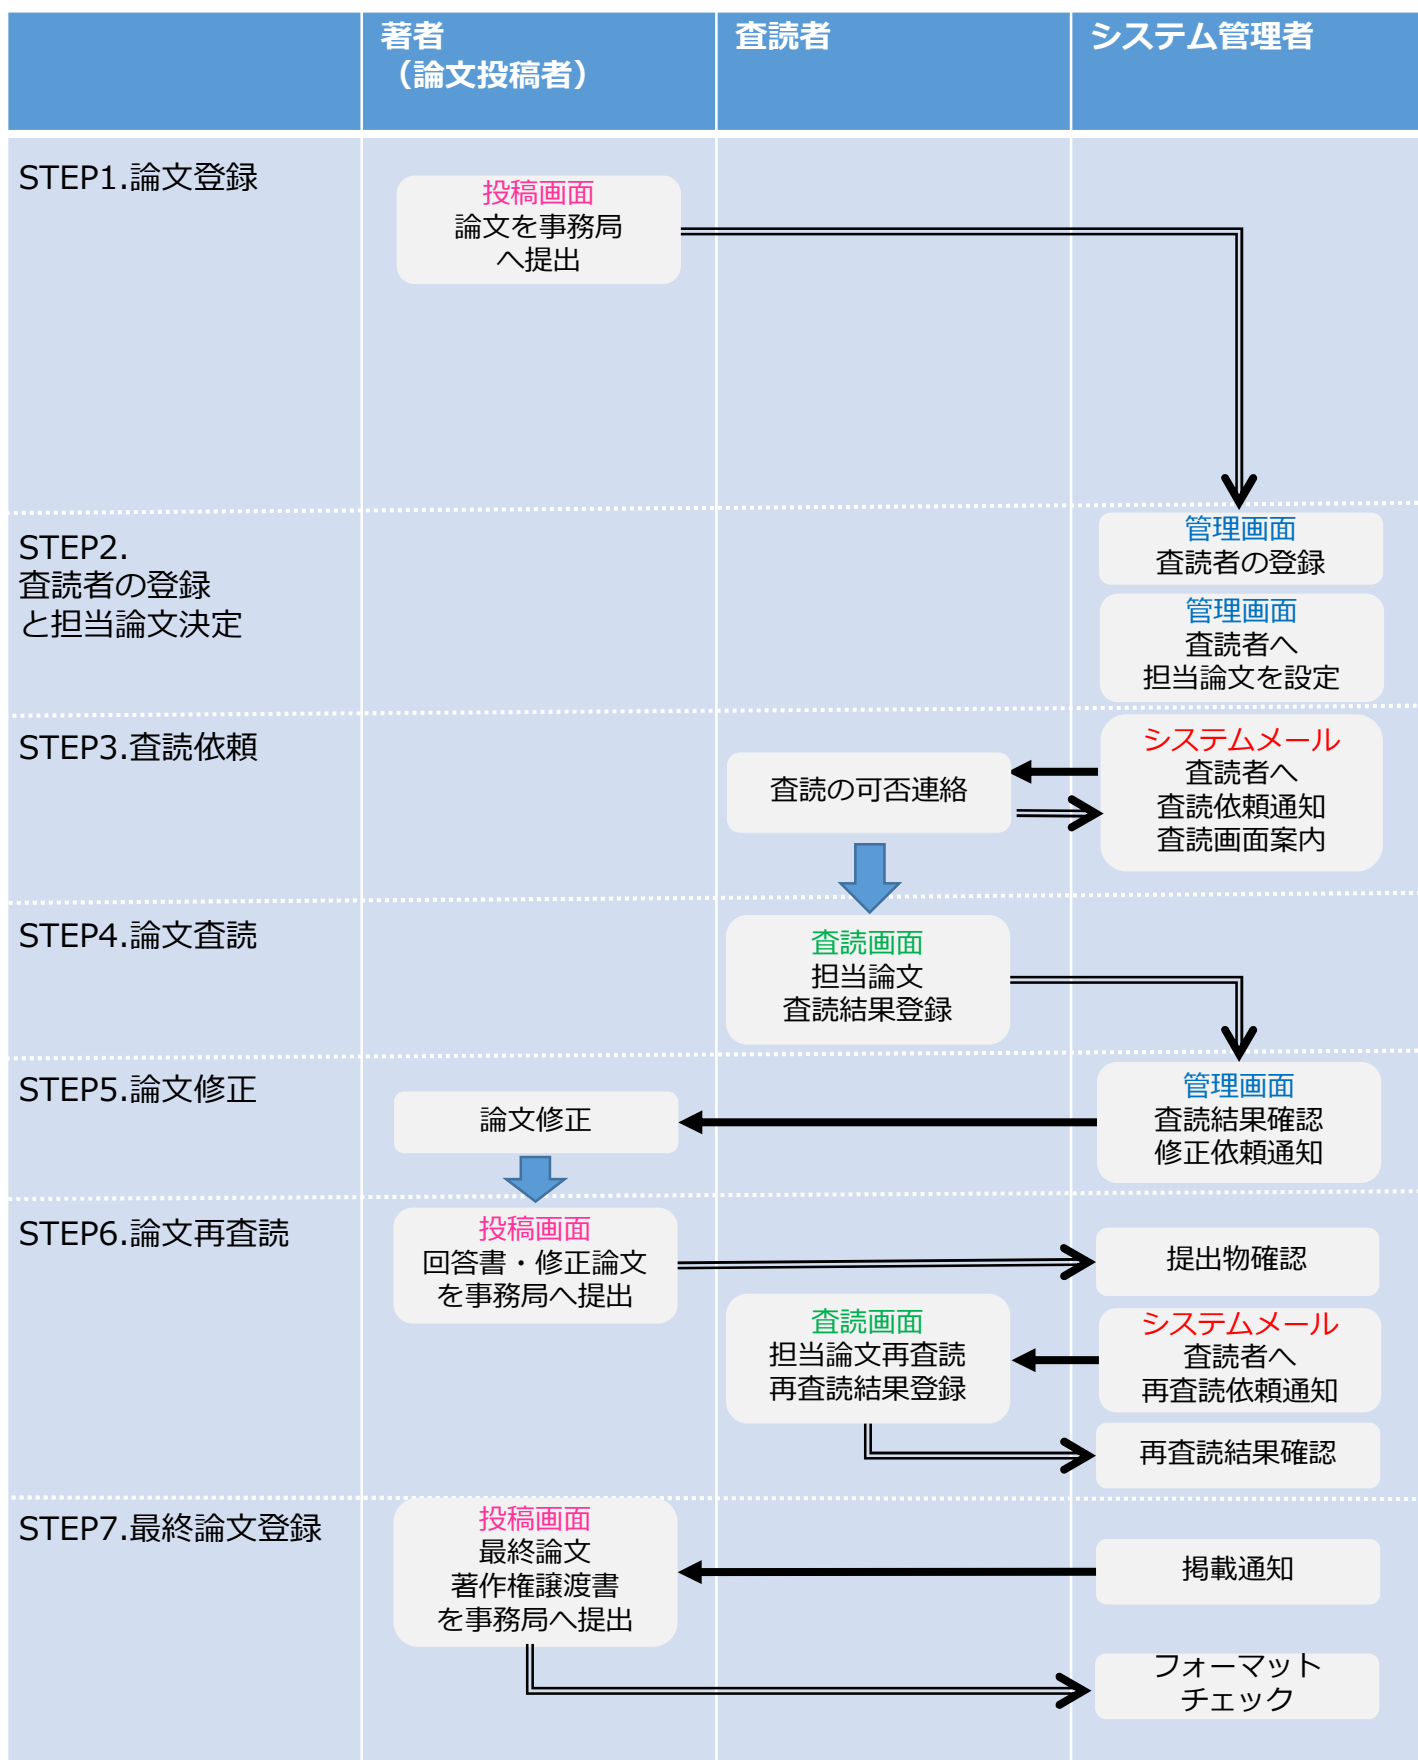 著者
（論文投稿者）
査読者
システム管理者
STEP1.論文登録
投稿画面
論文を事務局
へ提出
STEP2.
査読者の登録
と担当論文決定
管理画面
査読者の登録
管理画面
査読者へ
担当論文を設定
STEP3.査読依頼
査読の可否連絡
システムメール
査読者へ
査読依頼通知
査読画面案内
STEP4.論文査読
査読画面
担当論文
査読結果登録
STEP5.論文修正
論文修正
管理画面
査読結果確認
修正依頼通知
STEP6.論文再査読
投稿画面
回答書・修正論文
を事務局へ提出
提出物確認
査読画面
担当論文再査読
再査読結果登録
システムメール
査読者へ
再査読依頼通知
再査読結果確認
STEP7.最終論文登録
投稿画面
最終論文
著作権譲渡書
を事務局へ提出
掲載通知
フォーマット
チェック